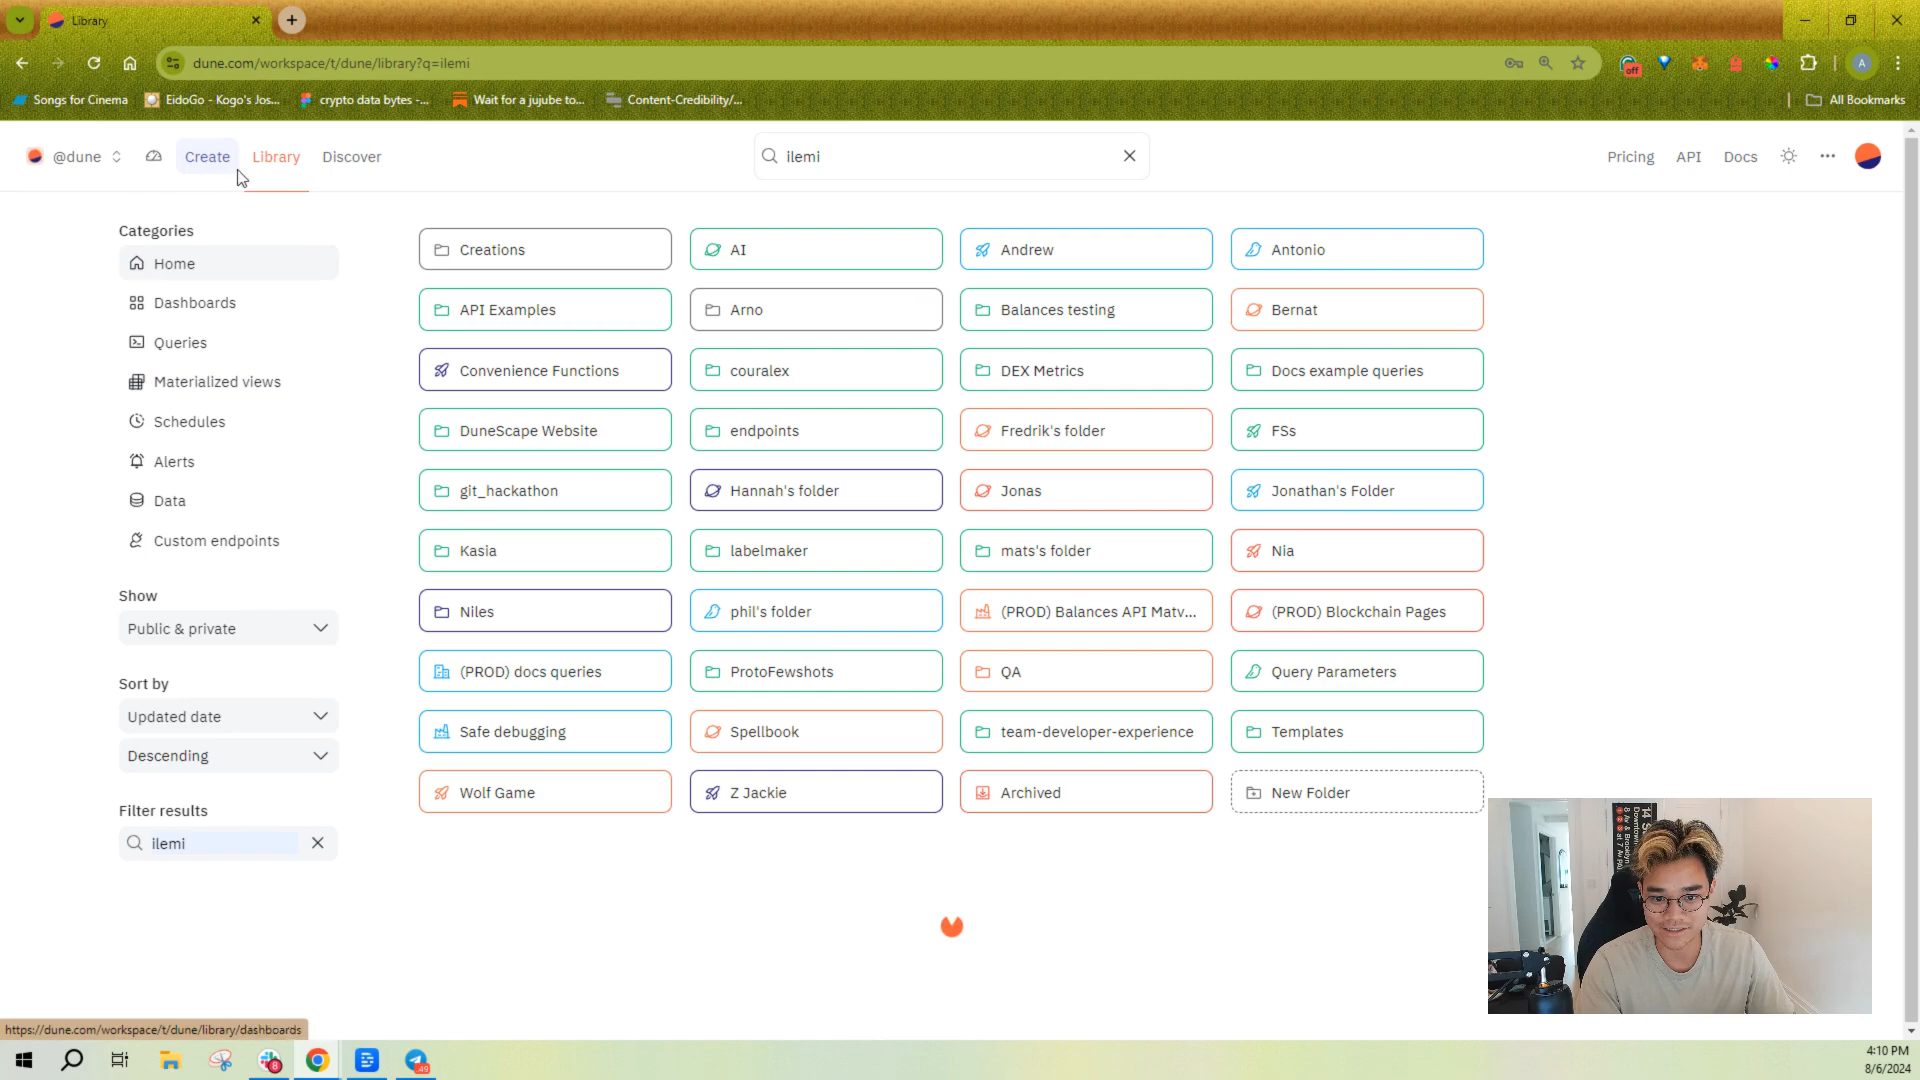 Library
dune.com/workspace/t/dune/library?q=ilemi
off
A
Songs for Cinema
EidoGo - Kogo's Jos...
crypto data bytes -...
Wait for a jujube to...
Content-Credibility/...
All Bookmarks
@dune
Create
Library
Discover
ilemi
Pricing
API
Docs
Categories
Home
Dashboards
Queries
Materialized views
Schedules
Alerts
Data
Custom endpoints
Show
Public & private
Sort by
Updated date
Descending
Filter results
ilemi
Creations
AI
Andrew
Antonio
API Examples
Arno
Balances testing
Bernat
Convenience Functions
couralex
DEX Metrics
Docs example queries
DuneScape Website
endpoints
Fredrik's folder
FSs
git_hackathon
Hannah's folder
Jonas
Jonathan's Folder
Kasia
labelmaker
mats's folder
Nia
Niles
phil's folder
(PROD) Balances API Matv...
(PROD) Blockchain Pages
(PROD) docs queries
ProtoFewshots
QA
Query Parameters
Safe debugging
Spellbook
team-developer-experience
Templates
Wolf Game
Z Jackie
Archived
New Folder
https://dune.com/workspace/t/dune/library/dashboards
8
49
4:10 PM
8/6/2024